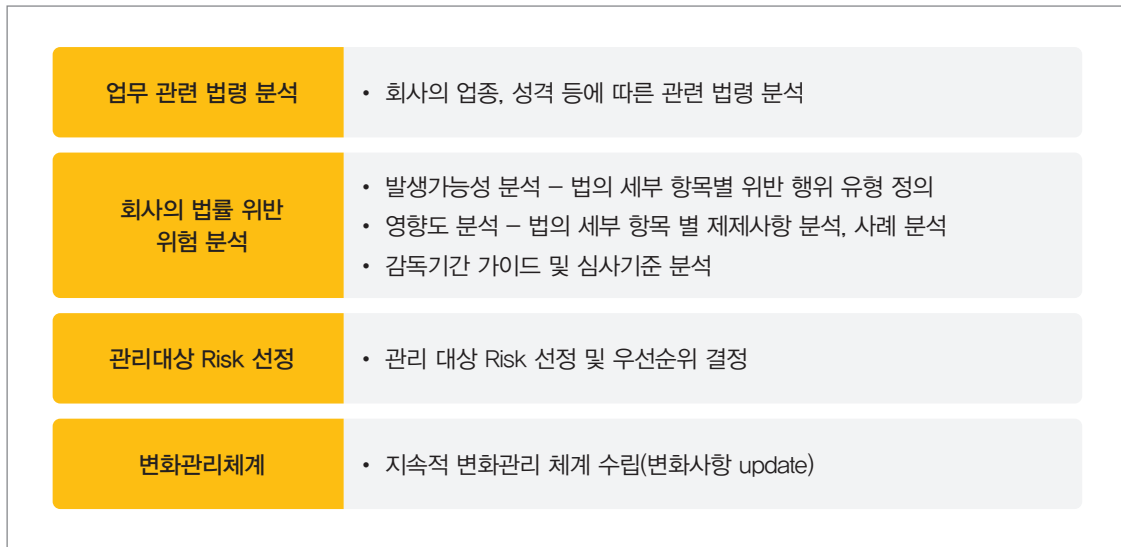 업무 관련 법령 분석
• 회사의 업종, 성격 등에 따른 관련 법령 분석
회사의 법률 위반
위험 분석
• 발생가능성 분석 – 법의 세부 항목별 위반 행위 유형 정의
• 영향도 분석 – 법의 세부 항목 별 제제사항 분석, 사례 분석
• 감독기간 가이드 및 심사기준 분석
관리대상 Risk 선정
• 관리 대상 Risk 선정 및 우선순위 결정
변화관리체계
• 지속적 변화관리 체계 수립(변화사항 update)